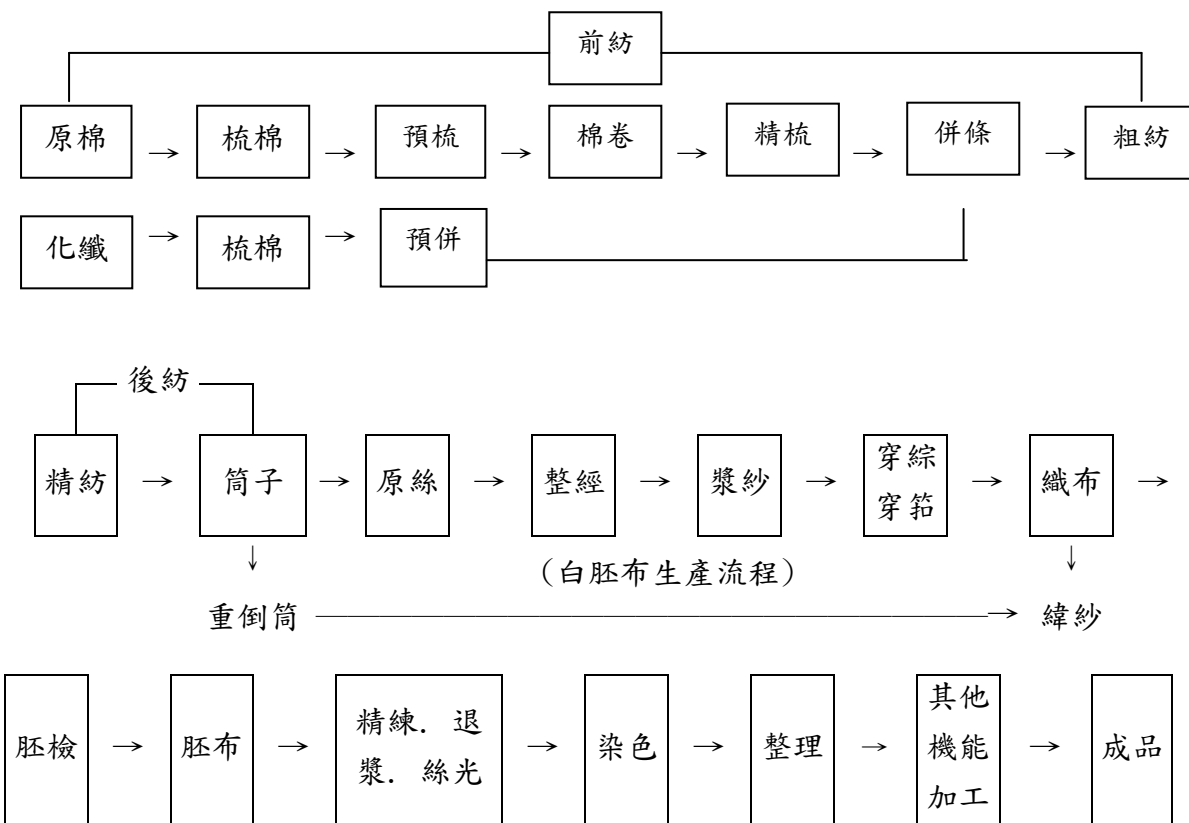 前紡
原棉 → 梳棉 → 預梳 → 棉卷 → 精梳 → 併條 → 粗紡
化纖 → 梳棉 → 預併
後紡
精紡 → 筒子 → 原絲 → 整經 → 漿紗 → 穿綜 → 織布 →
穿筘
↓ ↓
(白胚布生產流程)
重倒筒 → 緯紗
胚檢 → 胚布 → 精練. 退 → 染色 → 整理 → 其他 → 成品
漿. 絲光 機能
加工